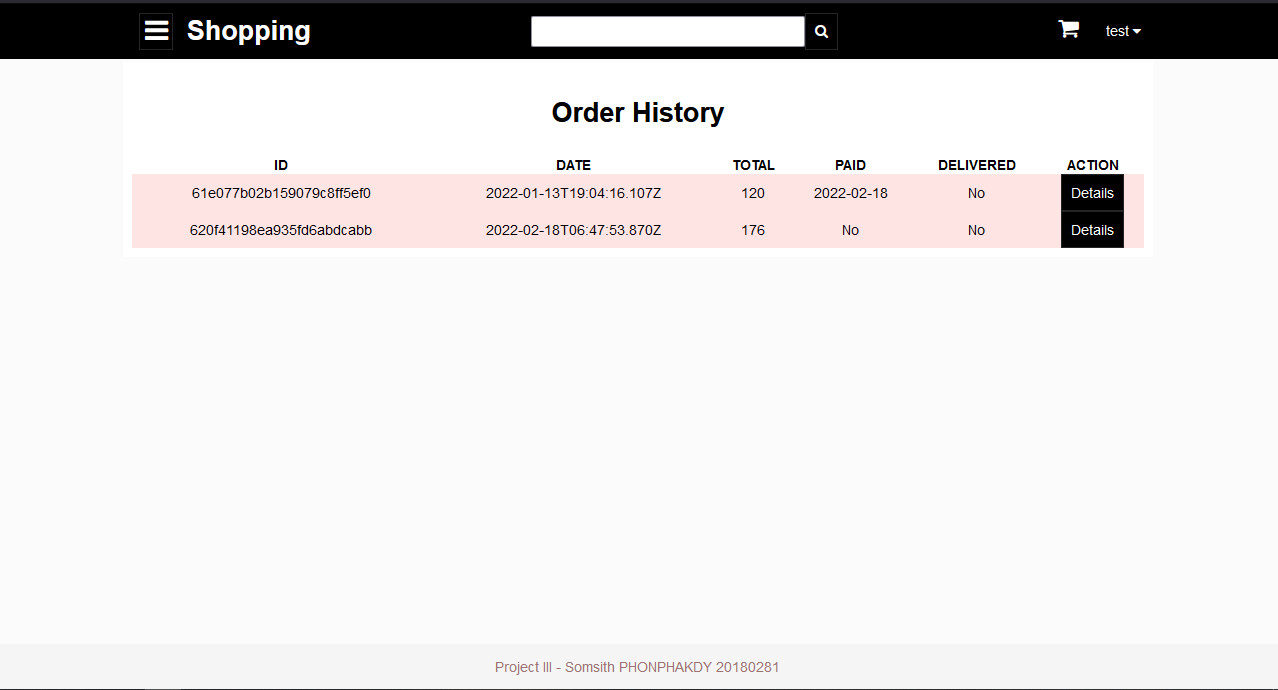 Shopping
test
Order History
ID DATE TOTAL PAID DELIVERED ACTION
61e077b02b159079c8ff5ef0 2022-01-13T19:04:16.107Z 120 2022-02-18 No Details
620f41198ea935fd6abdcabb 2022-02-18T06:47:53.870Z 176 No No Details
Project lll - Somsith PHONPHAKDY 20180281